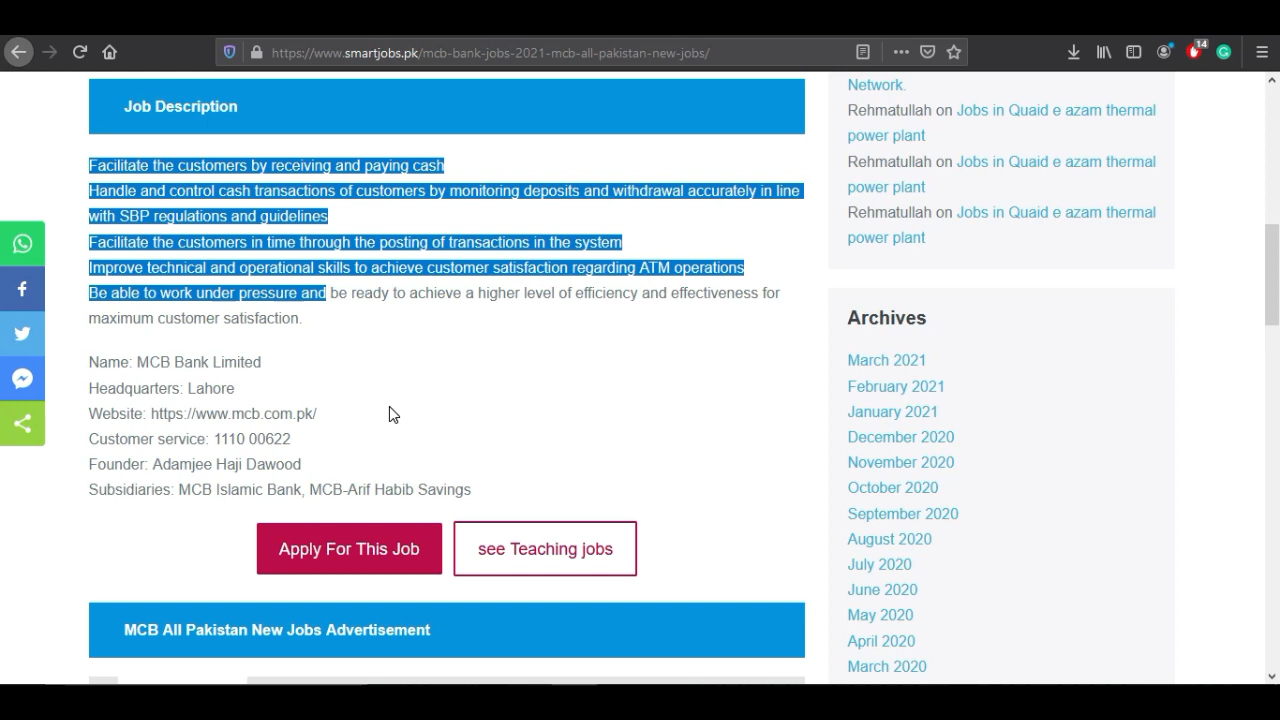 14
https://www.smartjobs.pk/mcb-bank-jobs-2021-mcb-all-pakistan-new-jobs/
Job Description
Facilitate the customers by receiving and paying cash
Handle and control cash transactions of customers by monitoring deposits and withdrawal accurately in line
with SBP regulations and guidelines
Facilitate the customers in time through the posting of transactions in the system
Improve technical and operational skills to achieve customer satisfaction regarding ATM operations
Be able to work under pressure and be ready to achieve a higher level of efficiency and effectiveness for
maximum customer satisfaction.
Name: MCB Bank Limited
Headquarters: Lahore
Website: https://www.mcb.com.pk/
Customer service: 1110 00622
Founder: Adamjee Haji Dawood
Subsidiaries: MCB Islamic Bank, MCB-Arif Habib Savings
Apply For This Job
see Teaching jobs
MCB All Pakistan New Jobs Advertisement
Network.
Rehmatullah on Jobs in Quaid e azam thermal
power plant
Rehmatullah on Jobs in Quaid e azam thermal
power plant
Rehmatullah on Jobs in Quaid e azam thermal
power plant
Archives
March 2021
February 2021
January 2021
December 2020
November 2020
October 2020
September 2020
August 2020
July 2020
June 2020
May 2020
April 2020
March 2020